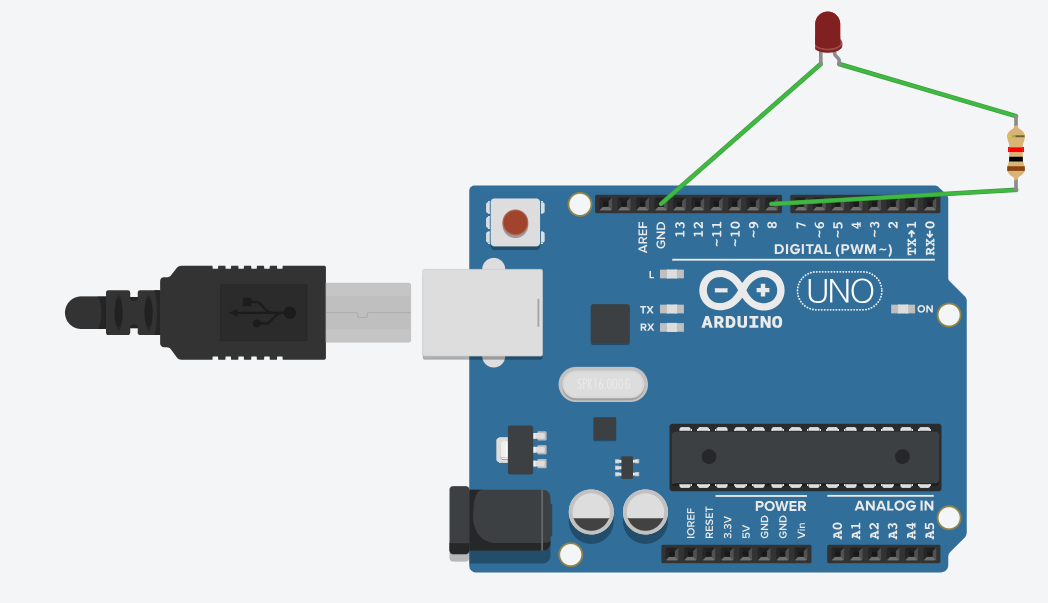 AREF
GND
13
12
~11
~10
~9
8
7
~6
~5
4
~3
2
TX→1
RX←0
DIGITAL (PWM~)
L
TX
RX
ARDUINO
UNO
ON
SPK16.000G
POWER
ANALOG IN
IOREF
RESET
3.3V
5V
GND
GND
Vin
A0
A1
A2
A3
A4
A5